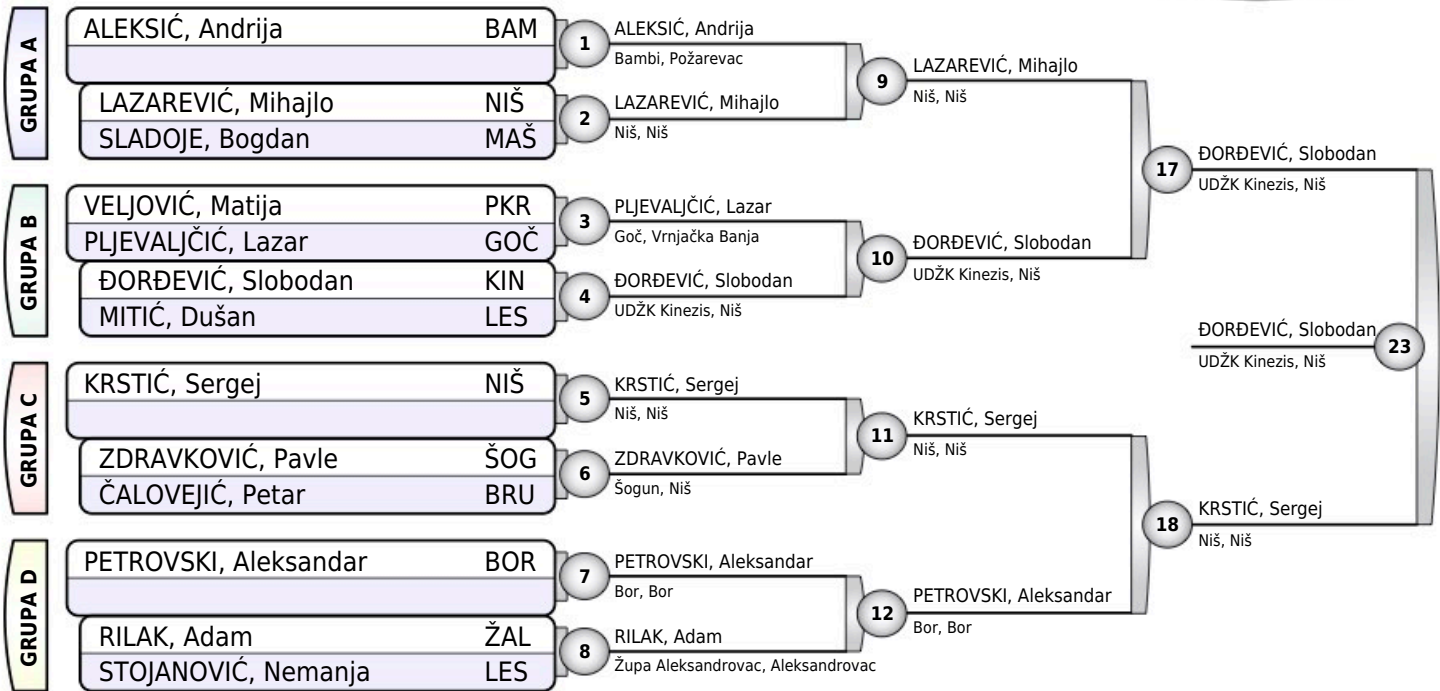 GRUPA A
ALEKSIĆ, Andrija BAM
LAZAREVIĆ, Mihajlo NIŠ
SLADOJE, Bogdan MAŠ
GRUPA B
VELJOVIĆ, Matija PKR
PLJEVALJČIĆ, Lazar GOČ
ĐORĐEVIĆ, Slobodan KIN
MITIĆ, Dušan LES
GRUPA C
KRSTIĆ, Sergej NIŠ
ZDRAVKOVIĆ, Pavle ŠOG
ČALOVEJIĆ, Petar BRU
GRUPA D
PETROVSKI, Aleksandar BOR
RILAK, Adam ŽAL
STOJANOVIĆ, Nemanja LES
1
ALEKSIĆ, Andrija
Bambi, Požarevac
2
LAZAREVIĆ, Mihajlo
Niš, Niš
3
PLJEVALJČIĆ, Lazar
Goč, Vrnjačka Banja
4
ĐORĐEVIĆ, Slobodan
UDŽK Kinezis, Niš
5
KRSTIĆ, Sergej
Niš, Niš
6
ZDRAVKOVIĆ, Pavle
Šogun, Niš
7
PETROVSKI, Aleksandar
Bor, Bor
8
RILAK, Adam
Župa Aleksandrovac, Aleksandrovac
9
LAZAREVIĆ, Mihajlo
Niš, Niš
10
ĐORĐEVIĆ, Slobodan
UDŽK Kinezis, Niš
11
KRSTIĆ, Sergej
Niš, Niš
12
PETROVSKI, Aleksandar
Bor, Bor
17
ĐORĐEVIĆ, Slobodan
UDŽK Kinezis, Niš
18
KRSTIĆ, Sergej
Niš, Niš
ĐORĐEVIĆ, Slobodan
UDŽK Kinezis, Niš
23